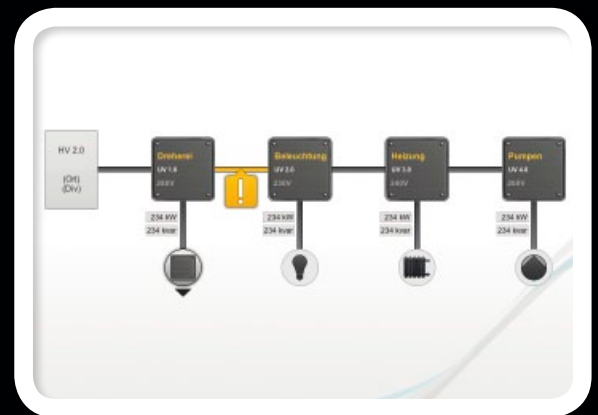 HV 2.0
(Ort)
(Div)
Dreherei
UV 1.0
Beleuchtung
UV 2.0
230V
Heizung
UV 3.0
Pumpen
UV 4.0
234 kW
234 kvar
234 kW
234 kvar
234 kW
234 kvar
234 kW
234 kvar
!